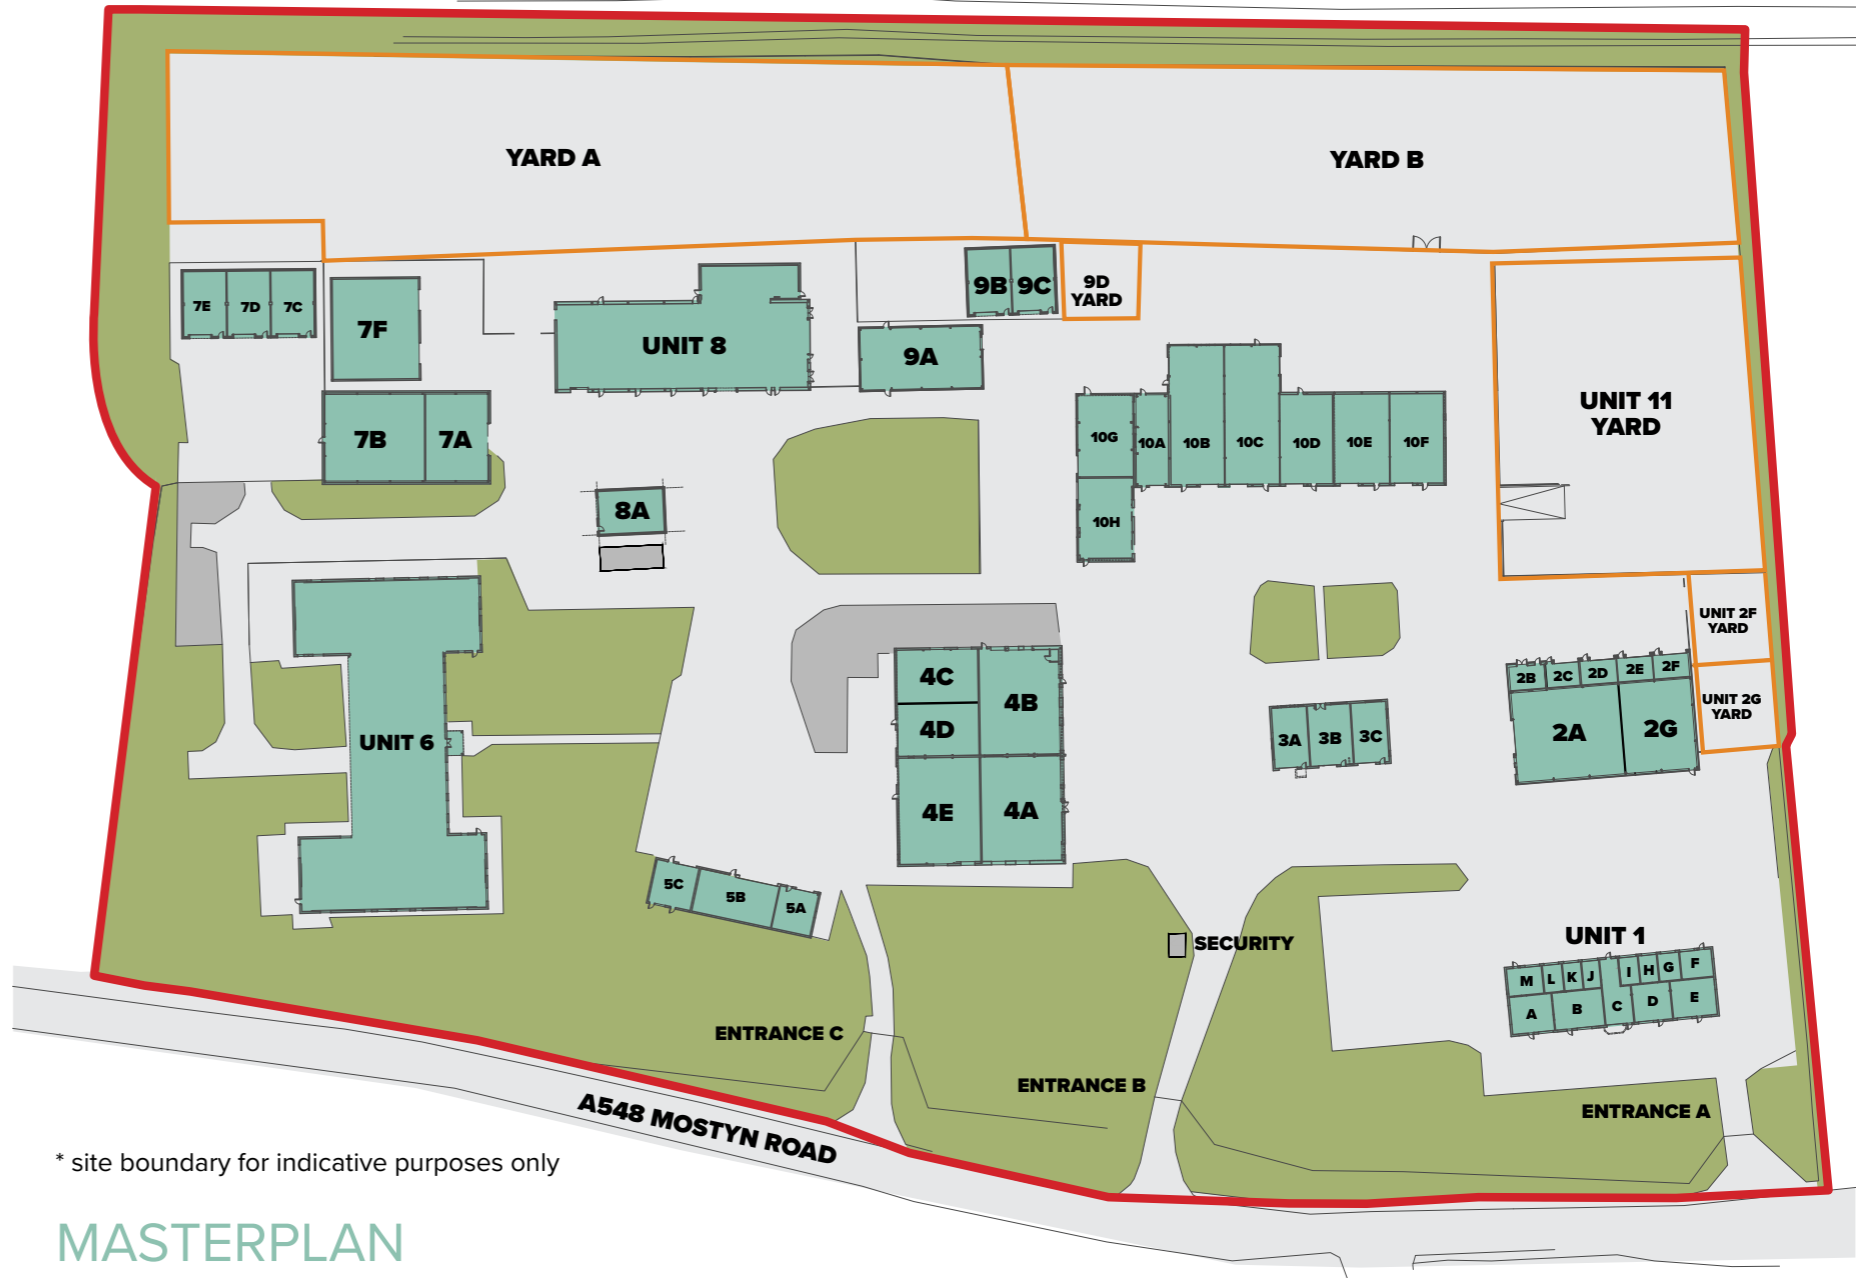 YARD A
YARD B
7E
7D
7C
7F
UNIT 8
9A
9B
9C
9D
YARD
7B
7A
8A
10G
10A
10B
10C
10D
10E
10F
10H
UNIT 11
YARD
UNIT 2F
YARD
UNIT 2G
YARD
2B
2C
2D
2E
2F
2A
2G
4C
4B
4D
4E
4A
3A
3B
3C
UNIT 6
5C
5B
5A
SECURITY
UNIT 1
M
L
K
J
I
H
G
F
A
B
C
D
E
ENTRANCE C
ENTRANCE B
ENTRANCE A
A548 MOSTYN ROAD
* site boundary for indicative purposes only
MASTERPLAN